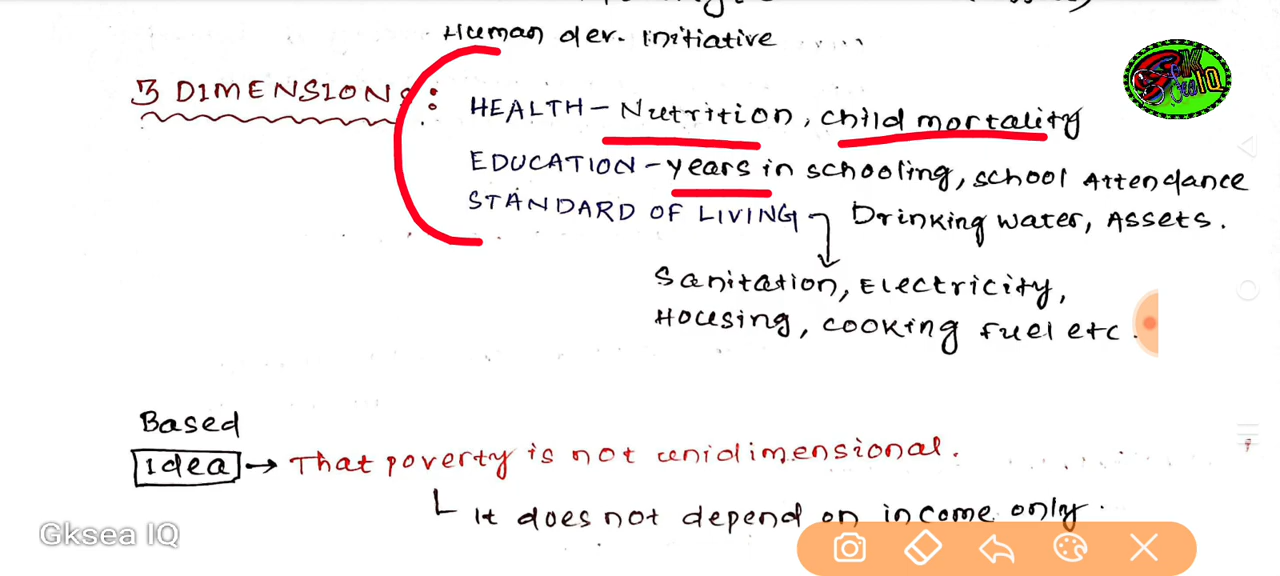 Human dev. Initiative .....
3 DIMENSIONS :
HEALTH - Nutrition, child mortality
EDUCATION - years in schooling, school Attendance
STANDARD OF LIVING Drinking water, Assets.
Sanitation, Electricity,
Housing, cooking fuel etc.
Based
Idea → That poverty is not unidimensional.
It does not depend on income only.
Gksea IQ